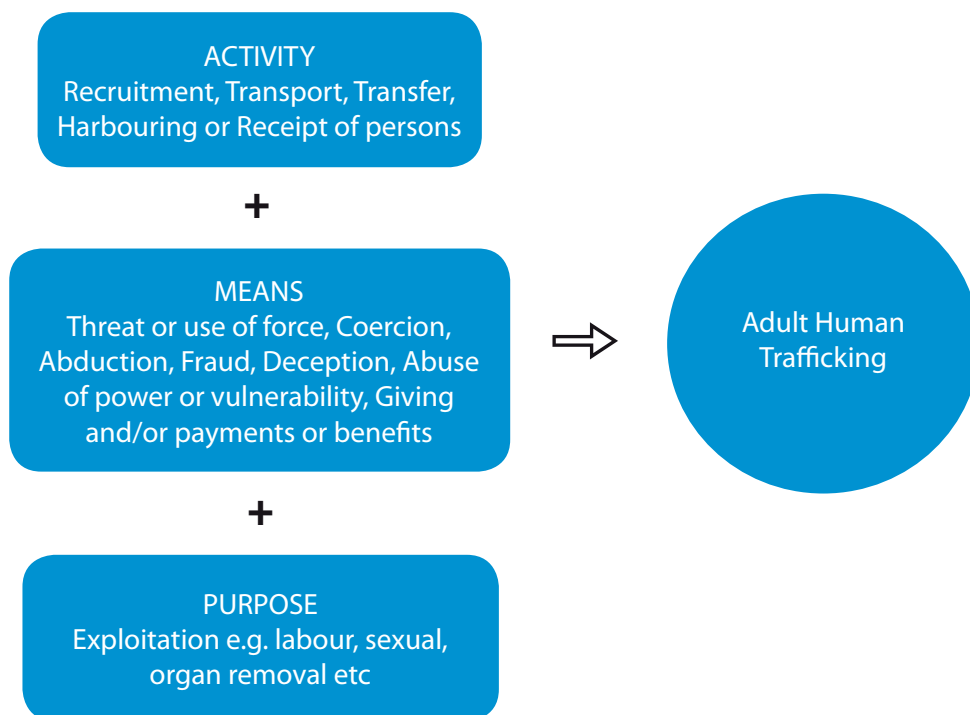 ACTIVITY
Recruitment, Transport, Transfer,
Harbouring or Receipt of persons
+
MEANS
Threat or use of force, Coercion,
Abduction, Fraud, Deception, Abuse
of power or vulnerability, Giving
and/or payments or benefits
+
PURPOSE
Exploitation e.g. labour, sexual,
organ removal etc
Adult Human
Trafficking